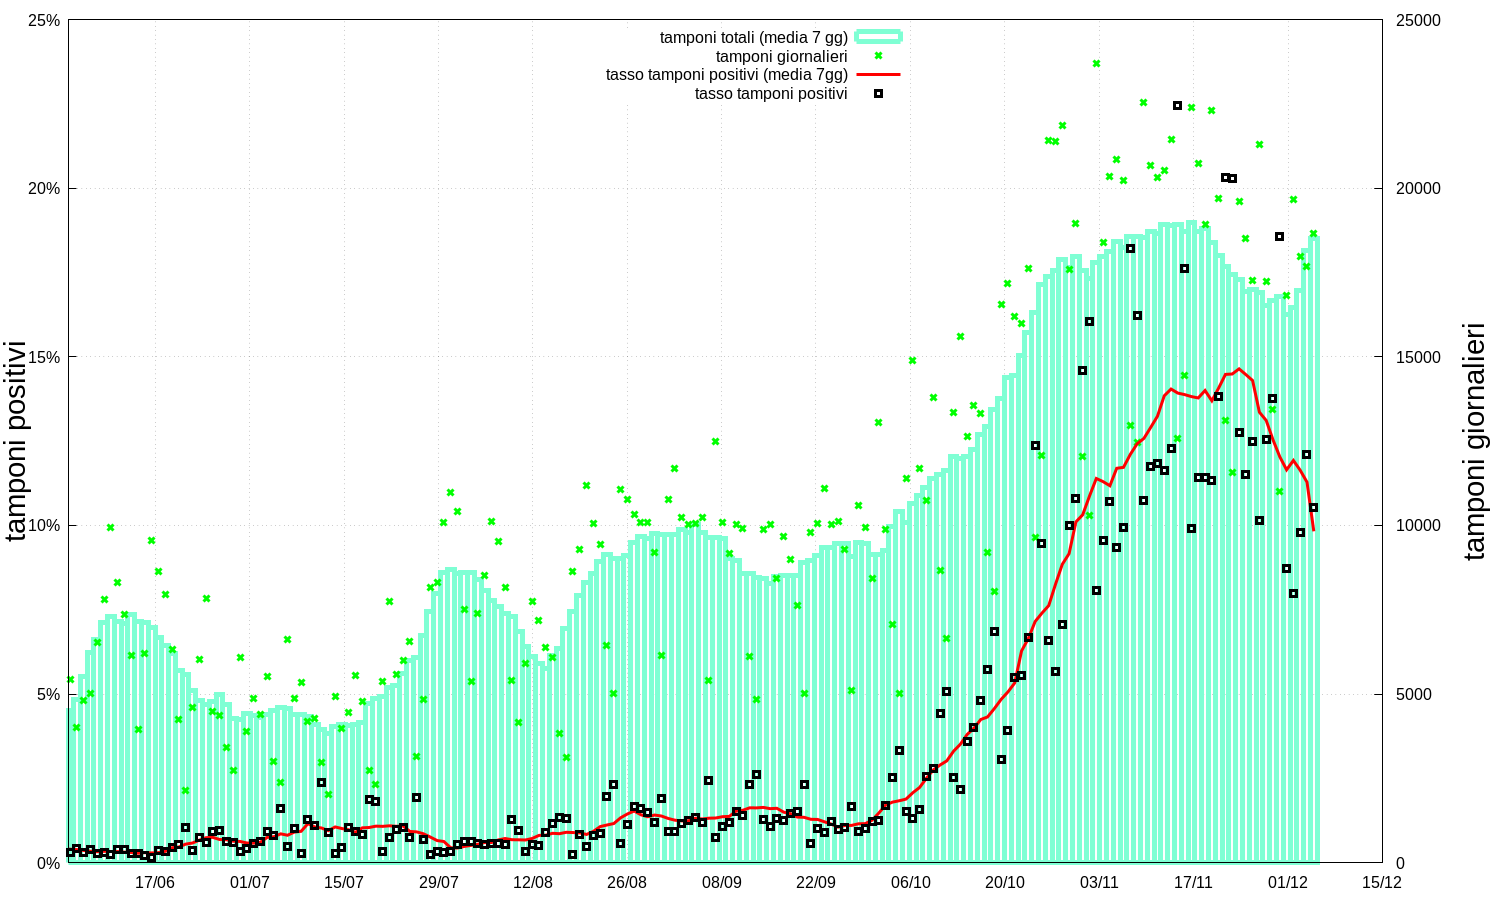 tamponi totali (media 7 gg)
tamponi giornalieri
tasso tamponi positivi (media 7gg)
tasso tamponi positivi
25%
20%
15%
10%
5%
0%
tamponi positivi
25000
20000
15000
10000
5000
0
tamponi giornalieri
17/06 01/07 15/07 29/07 12/08 26/08 08/09 22/09 06/10 20/10 03/11 17/11 01/12 15/12